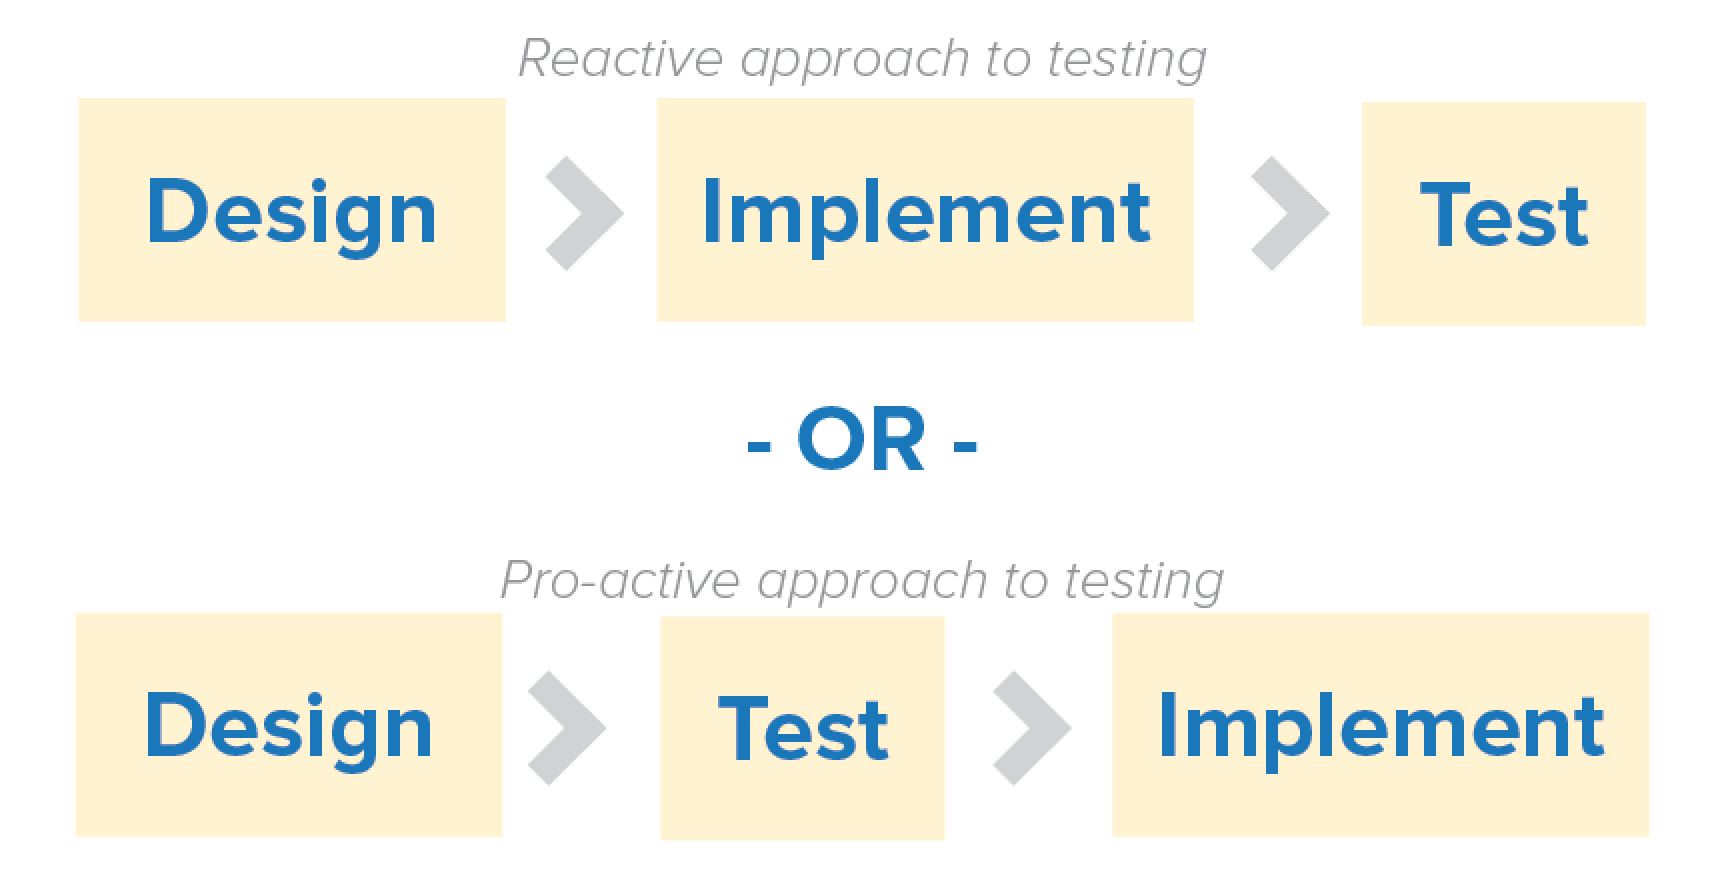 Reactive approach to testing
Design Implement Test
- OR -
Pro-active approach to testing
Design Test Implement